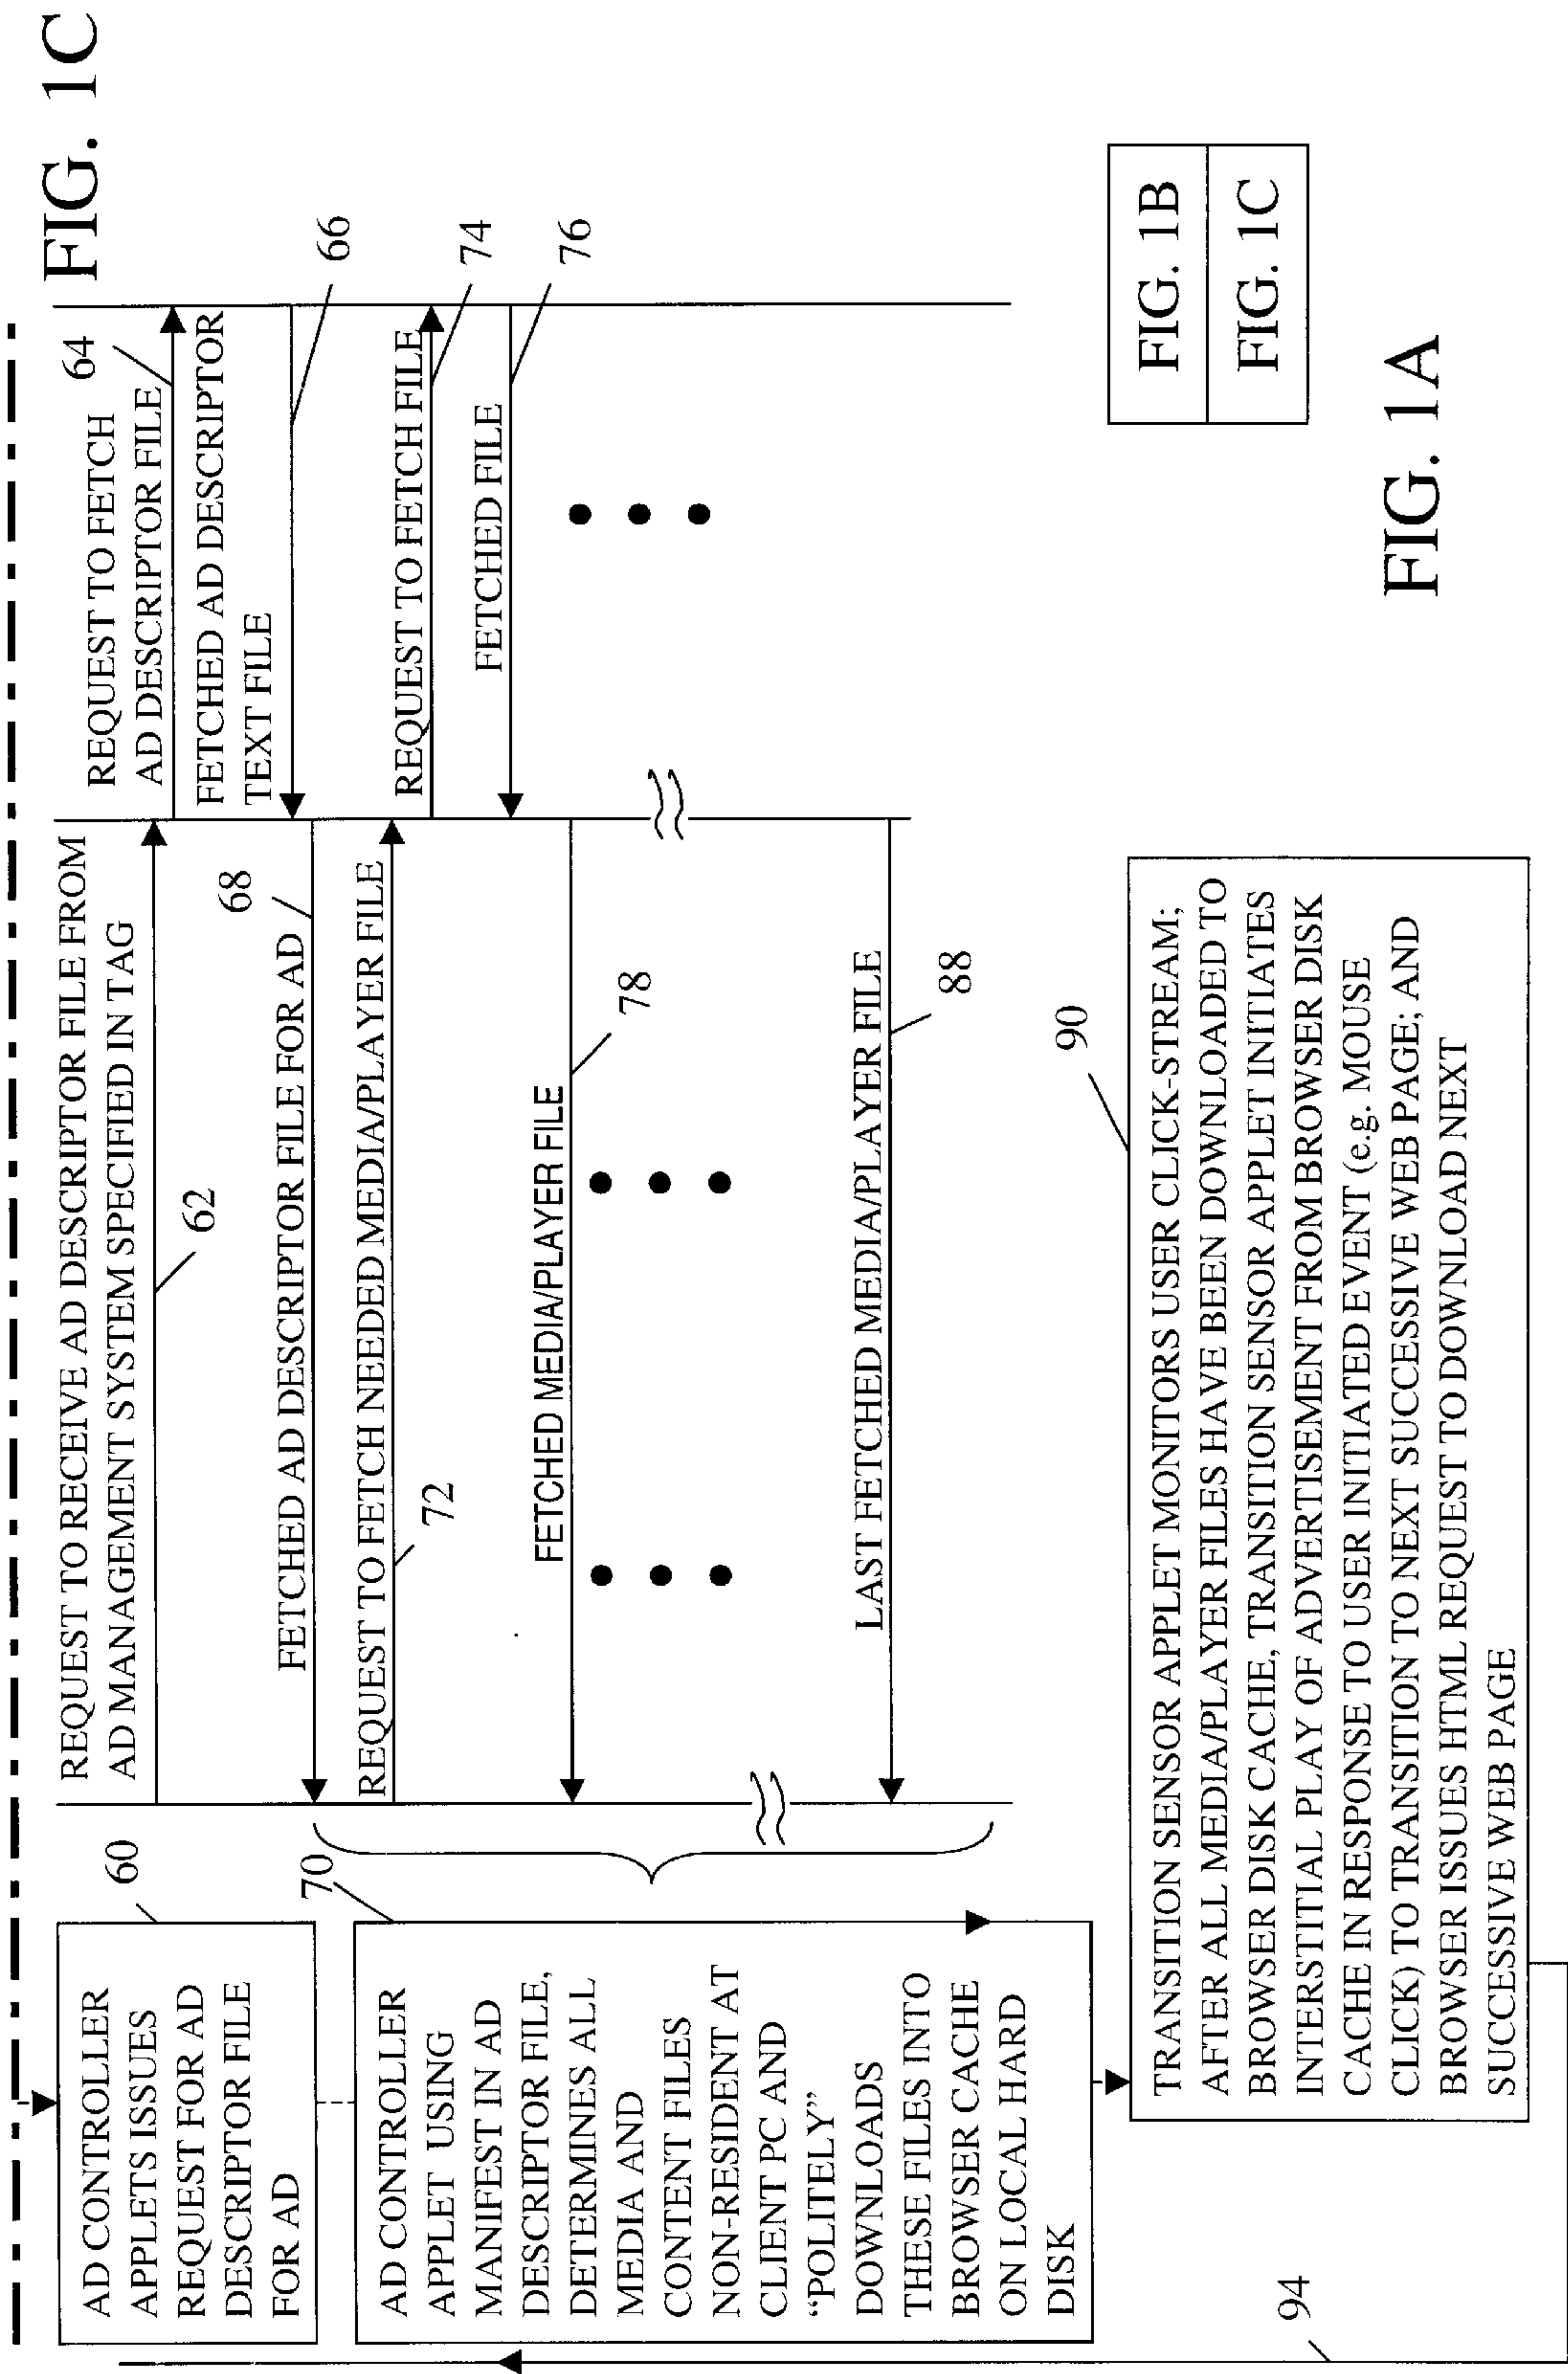 FIG. 1C
AD CONTROLLER
APPLETS ISSUES
REQUEST FOR AD
DESCRIPTOR FILE
FOR AD
60
REQUEST TO RECEIVE AD DESCRIPTOR FILE FROM
AD MANAGEMENT SYSTEM SPECIFIED IN TAG
62
REQUEST TO FETCH
AD DESCRIPTOR FILE
64
FETCHED AD DESCRIPTOR
TEXT FILE
66
68
FETCHED AD DESCRIPTOR FILE FOR AD
70
AD CONTROLLER
APPLET USING
MANIFEST IN AD
DESCRIPTOR FILE,
DETERMINES ALL
MEDIA AND
CONTENT FILES
NON-RESIDENT AT
CLIENT PC AND
“POLITELY”
DOWNLOADS
THESE FILES INTO
BROWSER CACHE
ON LOCAL HARD
DISK
REQUEST TO FETCH NEEDED MEDIA/PLAYER FILE
72
REQUEST TO FETCH FILE
74
FETCHED FILE
76
FETCHED MEDIA/PLAYER FILE
78
LAST FETCHED MEDIA/PLAYER FILE
88
90
TRANSITION SENSOR APPLET MONITORS USER CLICK-STREAM;
AFTER ALL MEDIA/PLAYER FILES HAVE BEEN DOWNLOADED TO
BROWSER DISK CACHE, TRANSITION SENSOR APPLET INITIATES
INTERSTITIAL PLAY OF ADVERTISEMENT FROM BROWSER DISK
CACHE IN RESPONSE TO USER INITIATED EVENT (e.g. MOUSE
CLICK) TO TRANSITION TO NEXT SUCCESSIVE WEB PAGE; AND
BROWSER ISSUES HTML REQUEST TO DOWNLOAD NEXT
SUCCESSIVE WEB PAGE
94
FIG. 1B
FIG. 1C
FIG. 1A